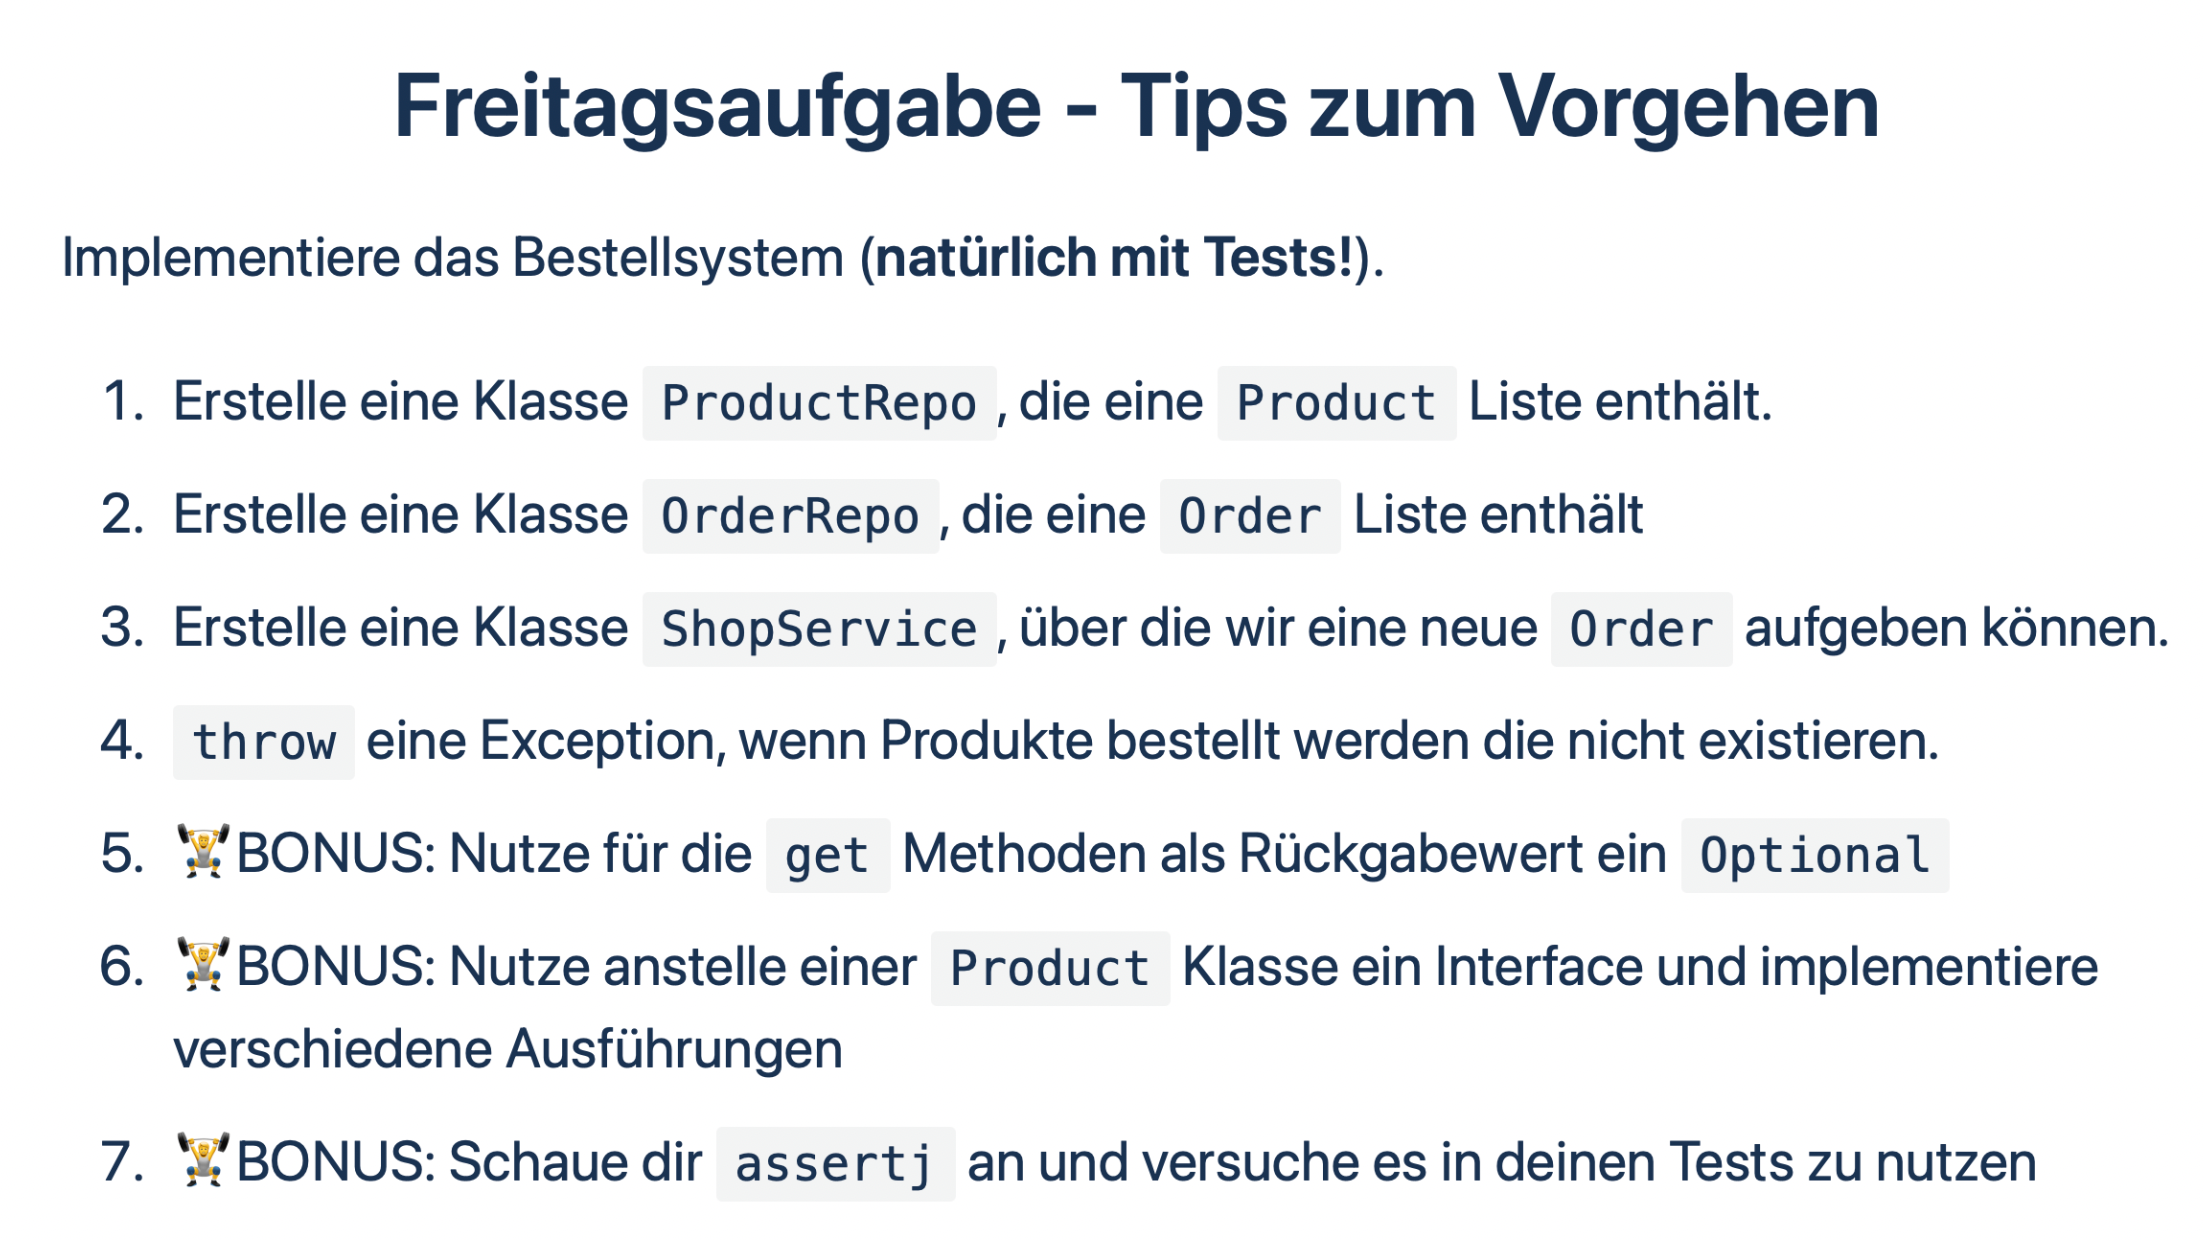 Freitagsaufgabe - Tips zum Vorgehen
Implementiere das Bestellsystem (natürlich mit Tests!).
1. Erstelle eine Klasse ProductRepo, die eine Product Liste enthält.
2. Erstelle eine Klasse OrderRepo, die eine Order Liste enthält
3. Erstelle eine Klasse ShopService, über die wir eine neue Order aufgeben können.
4. throw eine Exception, wenn Produkte bestellt werden die nicht existieren.
5. 🏋️BONUS: Nutze für die get Methoden als Rückgabewert ein Optional
6. 🏋️BONUS: Nutze anstelle einer Product Klasse ein Interface und implementiere
verschiedene Ausführungen
7. 🏋️BONUS: Schaue dir assertj an und versuche es in deinen Tests zu nutzen